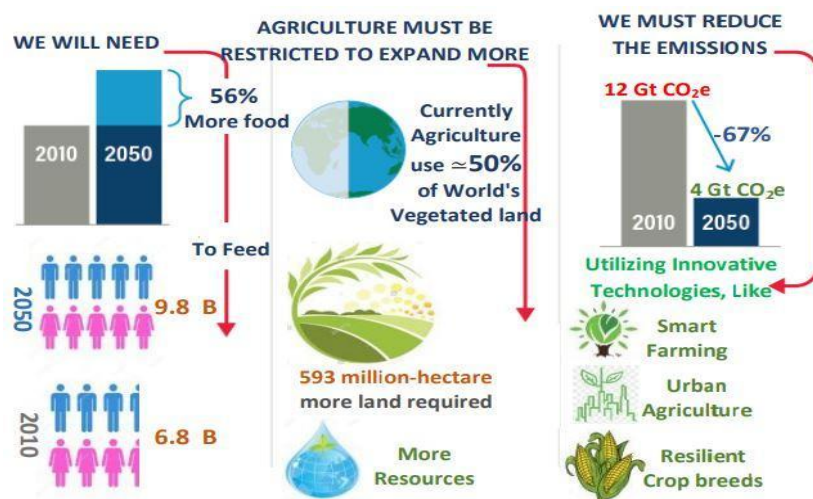 WE WILL NEED
2010
2050
56%
More food
To Feed
2050
9.8 B
2010
6.8 B
AGRICULTURE MUST BE
RESTRICTED TO EXPAND MORE
Currently
Agriculture
use ≃50%
of World's
Vegetated land
593 million-hectare
more land required
More
Resources
WE MUST REDUCE
THE EMISSIONS
12 Gt CO₂e
-67%
4 Gt CO₂e
2010
2050
Utilizing Innovative
Technologies, Like
Smart
Farming
Urban
Agriculture
Resilient
Crop breeds